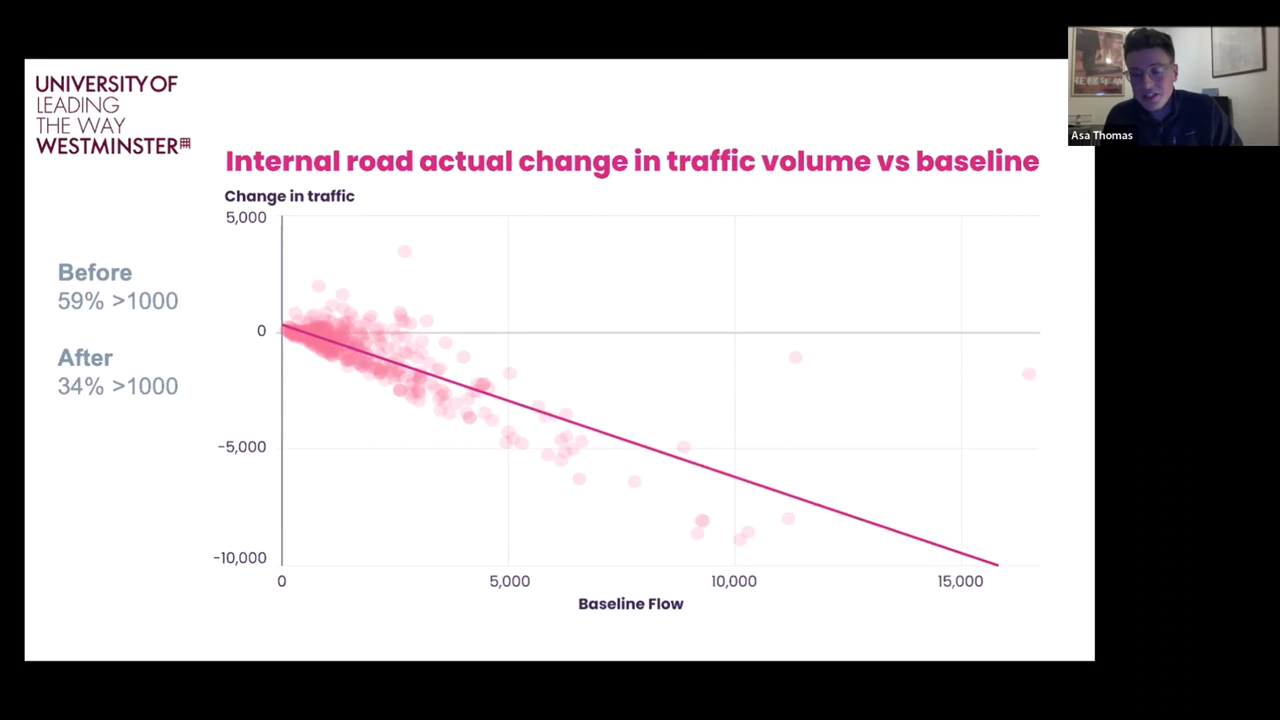 UNIVERSITY OF
LEADING
THE WAY
WESTMINSTER
Internal road actual change in traffic volume vs baseline
Change in traffic
5,000
0
-5,000
-10,000
0
5,000
10,000
15,000
Baseline Flow
Before
59% >1000
After
34% >1000
Asa Thomas